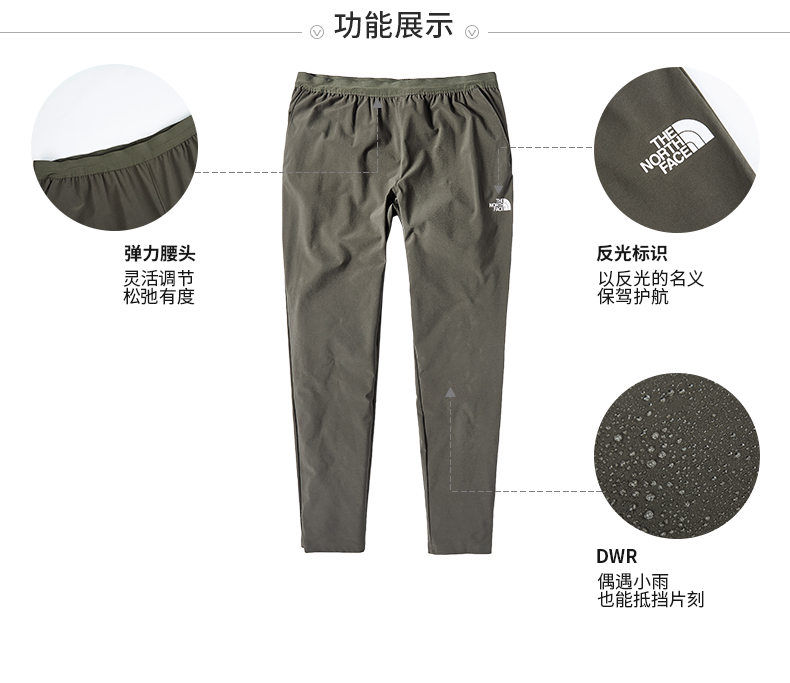 功能展示
THE
NORTH
FACE
THE
NORTH
FACE
弹力腰头
灵活调节
松弛有度
反光标识
以反光的名义
保驾护航
DWR
偶遇小雨
也能抵挡片刻